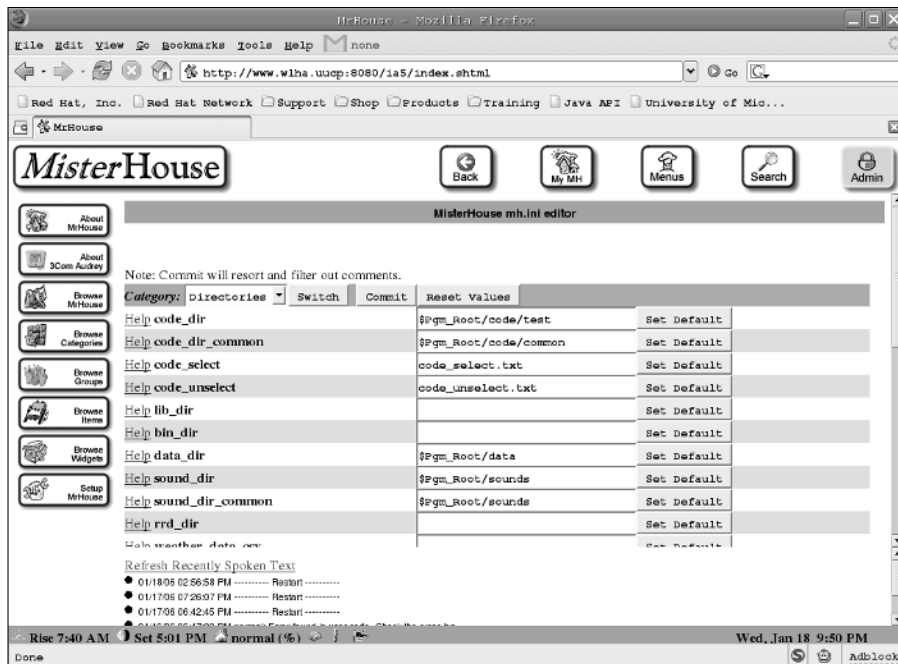 MrHouse - Mozilla Firefox
File Edit View Go Bookmarks Tools Help none
http://www.wlha.uucp:8080/ia5/index.shtml Go
Red Hat, Inc. Red Hat Network Support Shop Products Training Java API University of Mic...
MrHouse
MisterHouse Back My MH Menus Search Admin
About MrHouse
About 3Com Audrey
Browse MrHouse
Browse Categories
Browse Groups
Browse Items
Browse Widgets
Setup MrHouse
MisterHouse mh.ini editor
Note: Commit will resort and filter out comments.
Category: Directories Switch Commit Reset Values
Help code_dir $Pgm_Root/code/test Set Default
Help code_dir_common $Pgm_Root/code/common Set Default
Help code_select code_select.txt Set Default
Help code_unselect code_unselect.txt Set Default
Help lib_dir Set Default
Help bin_dir Set Default
Help data_dir $Pgm_Root/data Set Default
Help sound_dir $Pgm_Root/sounds Set Default
Help sound_dir_common $Pgm_Root/sounds Set Default
Help rrd_dir Set Default
Help weather_data_csv Set Default
Refresh Recently Spoken Text
01/18/06 02:56:58 PM ---------- Restart ----------
01/17/06 07:26:07 PM ---------- Restart ----------
01/17/06 06:42:45 PM ---------- Restart ----------
Rise 7:40 AM Set 5:01 PM normal (%) Wed, Jan 18 9:50 PM
Done Adblock